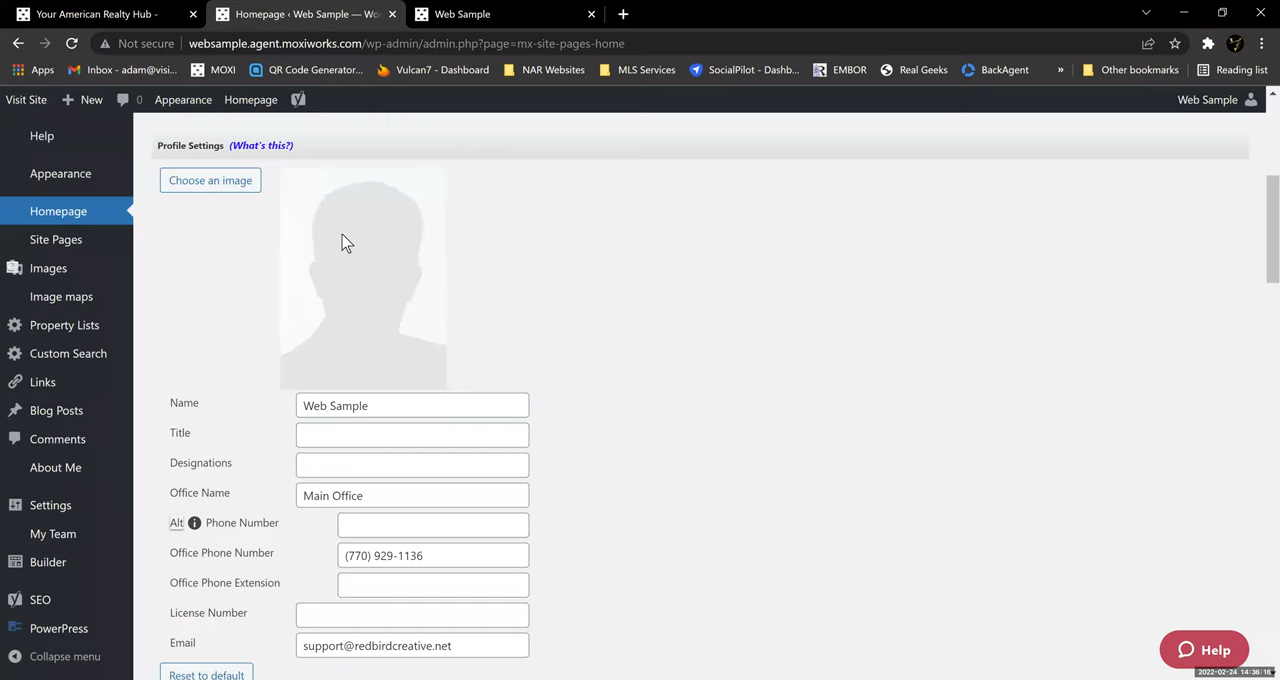 Your American Realty Hub -
Homepage ‹ Web Sample — Wo
Web Sample
Not secure
websample.agent.moxiworks.com/wp-admin/admin.php?page=mx-site-pages-home
Apps
Inbox - adam@visi...
MOXI
QR Code Generator...
Vulcan7 - Dashboard
NAR Websites
MLS Services
SocialPilot - Dashb...
EMBOR
Real Geeks
BackAgent
»
Other bookmarks
Reading list
Visit Site
New
0
Appearance
Homepage
Web Sample
Help
Appearance
Homepage
Site Pages
Images
Image maps
Property Lists
Custom Search
Links
Blog Posts
Comments
About Me
Settings
My Team
Builder
SEO
PowerPress
Collapse menu
Profile Settings (What's this?)
Choose an image
Name Web Sample
Title
Designations
Office Name Main Office
Alt Phone Number
Office Phone Number (770) 929-1136
Office Phone Extension
License Number
Email support@redbirdcreative.net
Reset to default
Help
2022-02-24 14:36:16